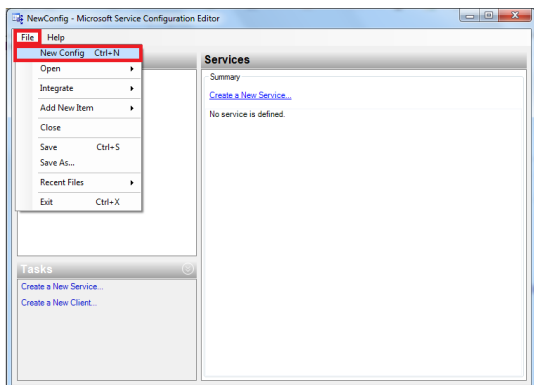 NewConfig - Microsoft Service Configuration Editor
File Help
New Config Ctrl+N
Open
Integrate
Add New Item
Close
Save Ctrl+S
Save As...
Recent Files
Exit Ctrl+X
Services
Summary
Create a New Service...
No service is defined.
Tasks
Create a New Service...
Create a New Client...